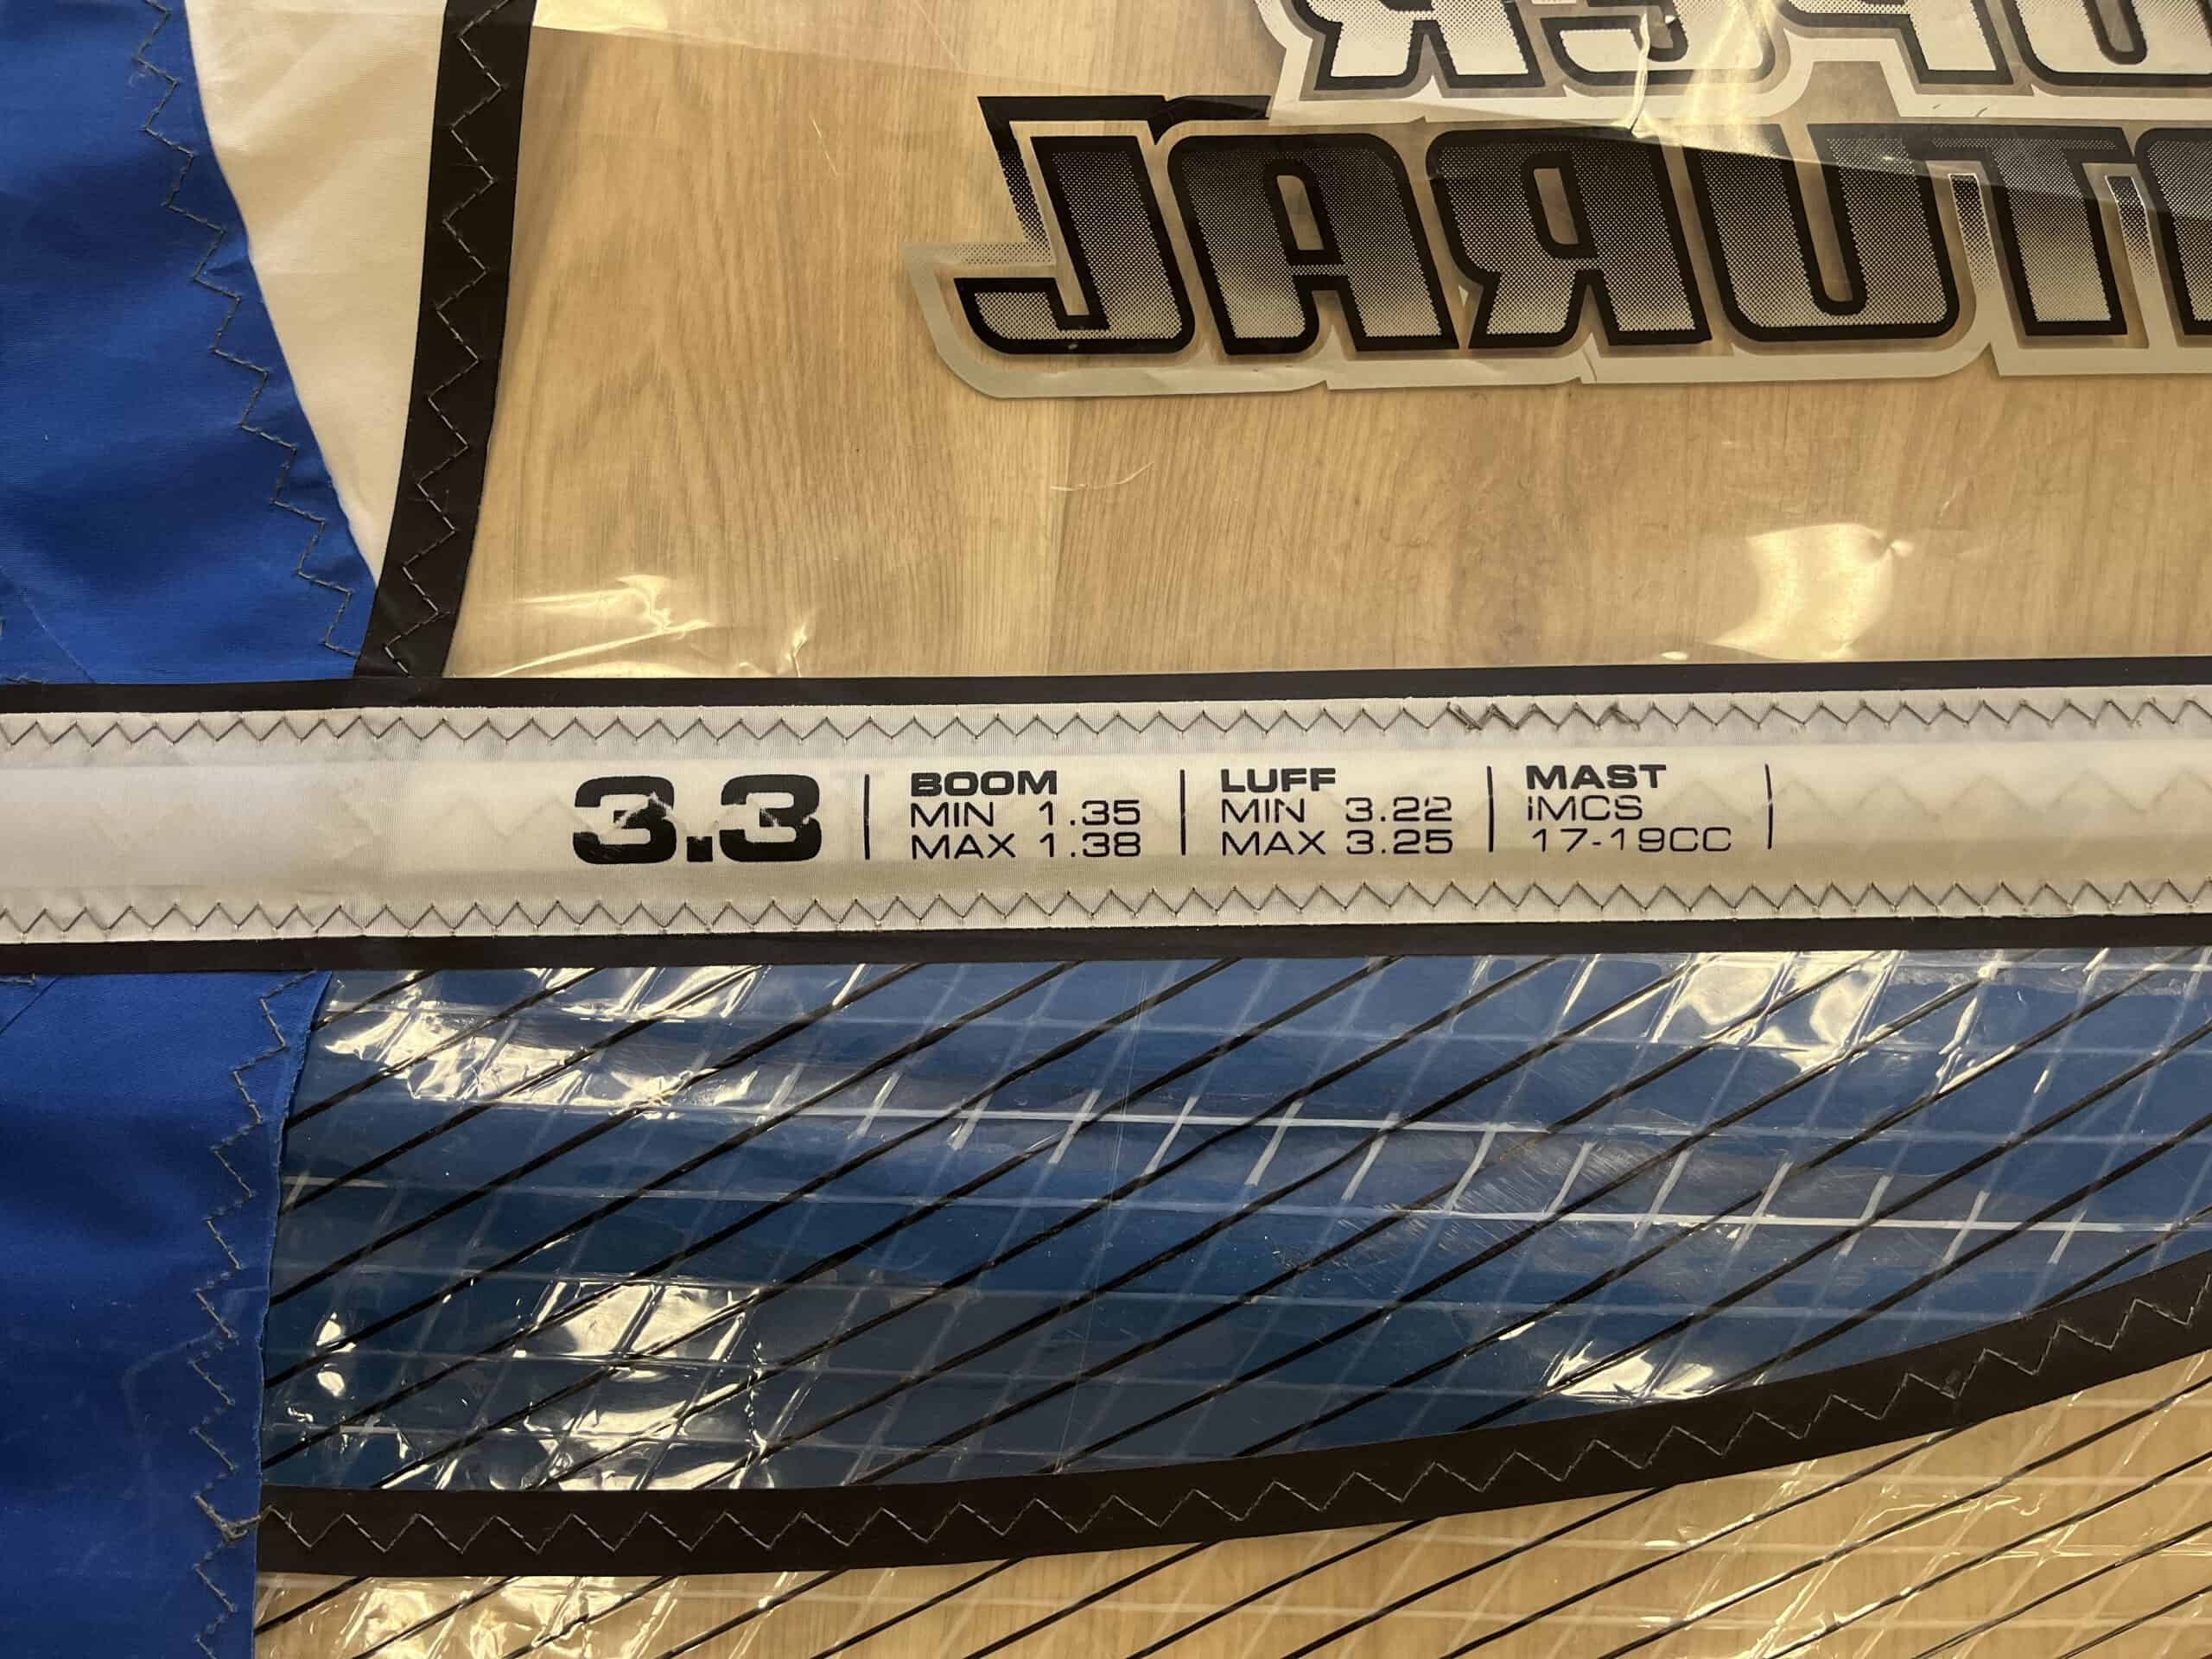 3.3
BOOM
MIN 1.35
MAX 1.38
LUFF
MIN 3.22
MAX 3.25
MAST
IMCS
17-19CC